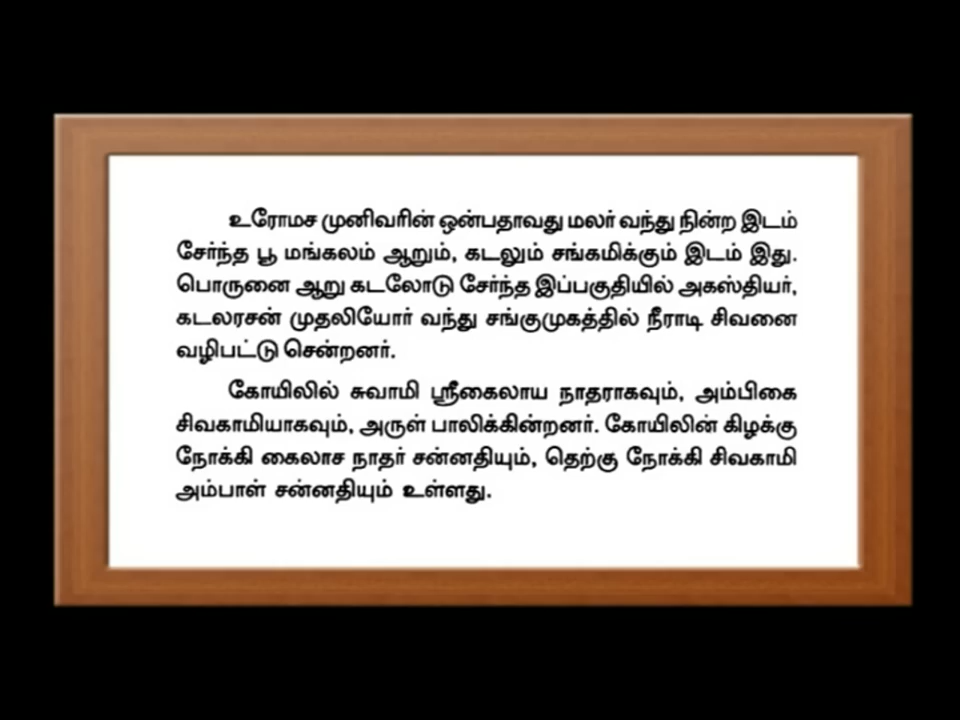 உரோமச முனிவரின் ஒன்பதாவது மலர் வந்து நின்ற இடம்
சேர்ந்த பூ மங்கலம் ஆறும், கடலும் சங்கமிக்கும் இடம் இது.
பொருனை ஆறு கடலோடு சேர்ந்த இப்பகுதியில் அகஸ்தியர்,
கடலரசன் முதலியோர் வந்து சங்குமுகத்தில் நீராடி சிவனை
வழிபட்டு சென்றனர்.
கோயிலில் சுவாமி ஸ்ரீகைலாய நாதராகவும், அம்பிகை
சிவகாமியாகவும், அருள் பாலிக்கின்றனர். கோயிலின் கிழக்கு
நோக்கி கைலாச நாதர் சன்னதியும், தெற்கு நோக்கி சிவகாமி
அம்பாள் சன்னதியும் உள்ளது.